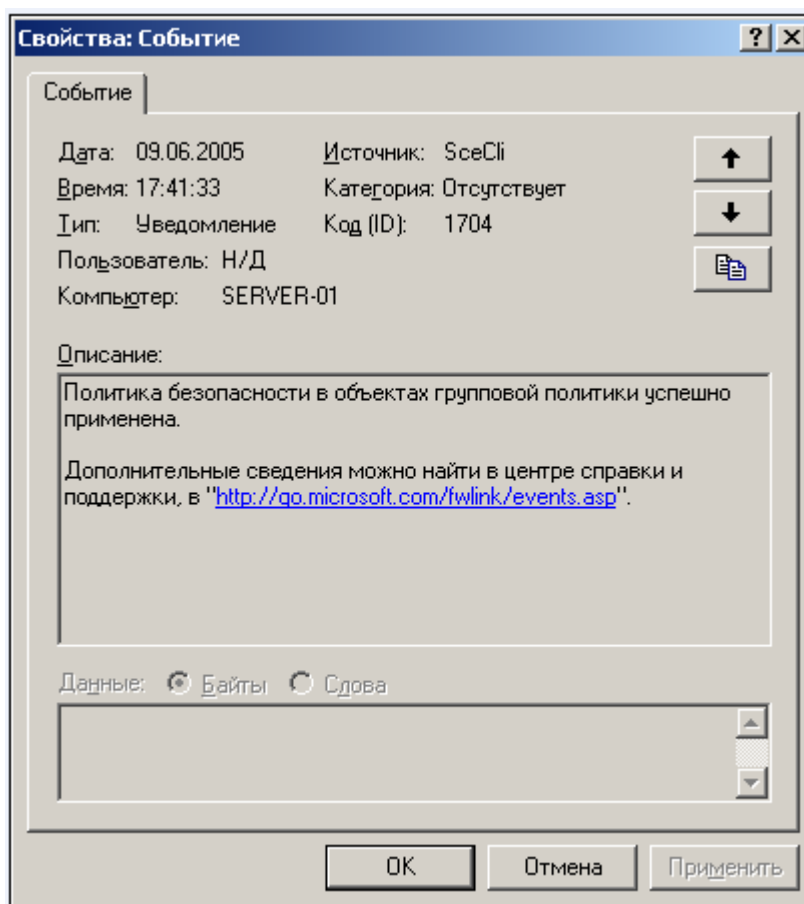 Свойства: Событие
Событие
Дата: 09.06.2005 Источник: SceCli
Время: 17:41:33 Категория: Отсутствует
Тип: Уведомление Код (ID): 1704
Пользователь: Н/Д
Компьютер: SERVER-01
Описание:
Политика безопасности в объектах групповой политики успешно
применена.
Дополнительные сведения можно найти в центре справки и
поддержки, в "http://go.microsoft.com/fwlink/events.asp".
Данные: Байты Слова
OK Отмена Применить